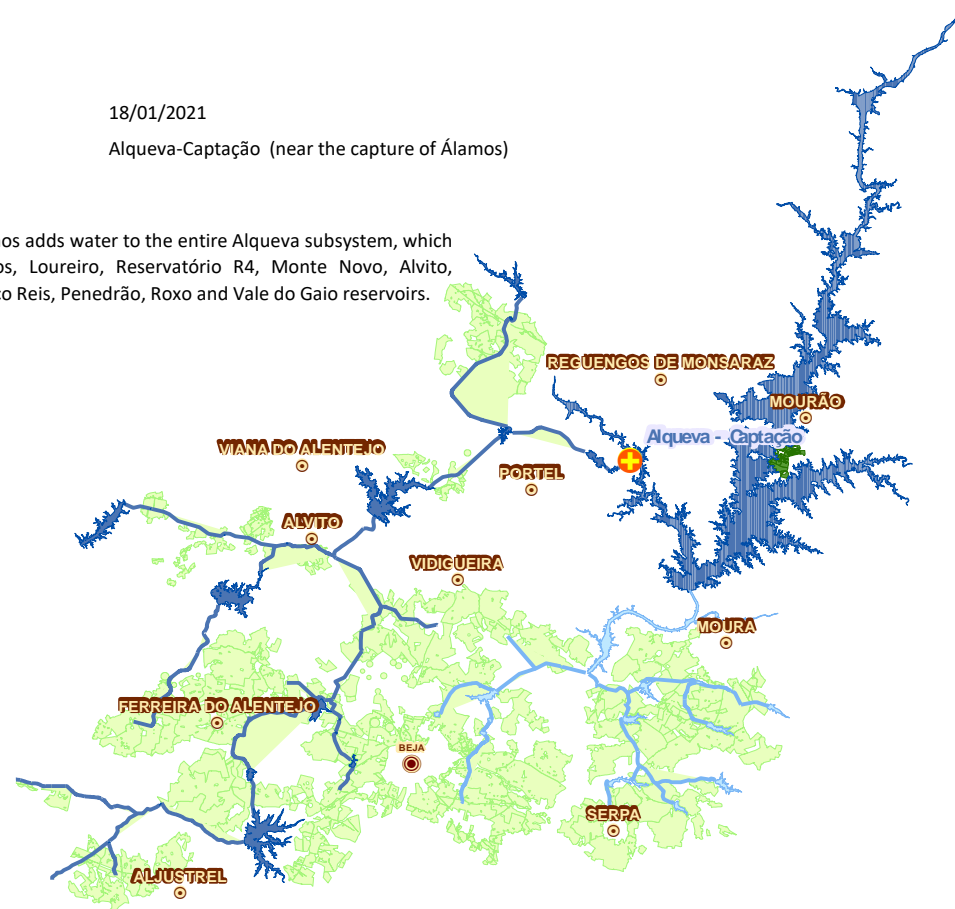 18/01/2021
Alqueva-Captação (near the capture of Álamos)
os adds water to the entire Alqueva subsystem, which
os, Loureiro, Reservatório R4, Monte Novo, Alvito,
o Reis, Penedrão, Roxo and Vale do Gaio reservoirs.
REGUENGOS DE MONSARAZ
MOURÃO
Alqueva - Captação
VIANA DO ALENTEJO
PORTEL
ALVITO
VIDIGUEIRA
MOURA
FERREIRA DO ALENTEJO
BEJA
SERPA
ALJUSTREL